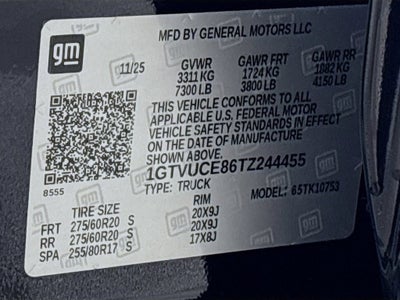 MFD BY GENERAL MOTORS LLC
gm
11/25 GVWR GAWR FRT GAWR RR
3311 KG 1724 KG 1882 KG
7300 LB 3800 LB 4150 LB
THIS VEHICLE CONFORMS TO ALL
APPLICABLE U.S. FEDERAL MOTOR
VEHICLE SAFETY STANDARDS IN EFFECT
ON THE DATE OF MANUFACTURE
SHOWN ABOVE.
8555
1GTVUCE86TZ244455
TYPE: TRUCK MODEL: 85TK10753
TIRE SIZE RIM
FRT 275/60R20 S 20X9J
RR 275/60R20 S 20X9J
SPA 255/80R17 S 17X8J